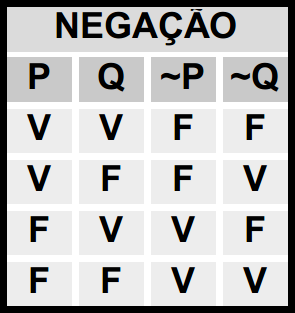 NEGAÇÃO
P Q ~P ~Q
V V F F
V F F V
F V V F
F F V V